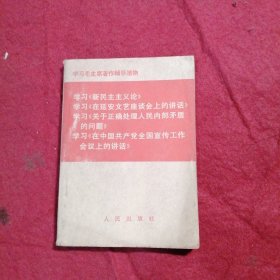 学习毛主席著作辅导读物
学习《新民主主义论》
学习《在延安文艺座谈会上的讲话》
学习《关于正确处理人民内部矛盾
的问题》
学习《在中国共产党全国宣传工作
会议上的讲话》
人民出版社